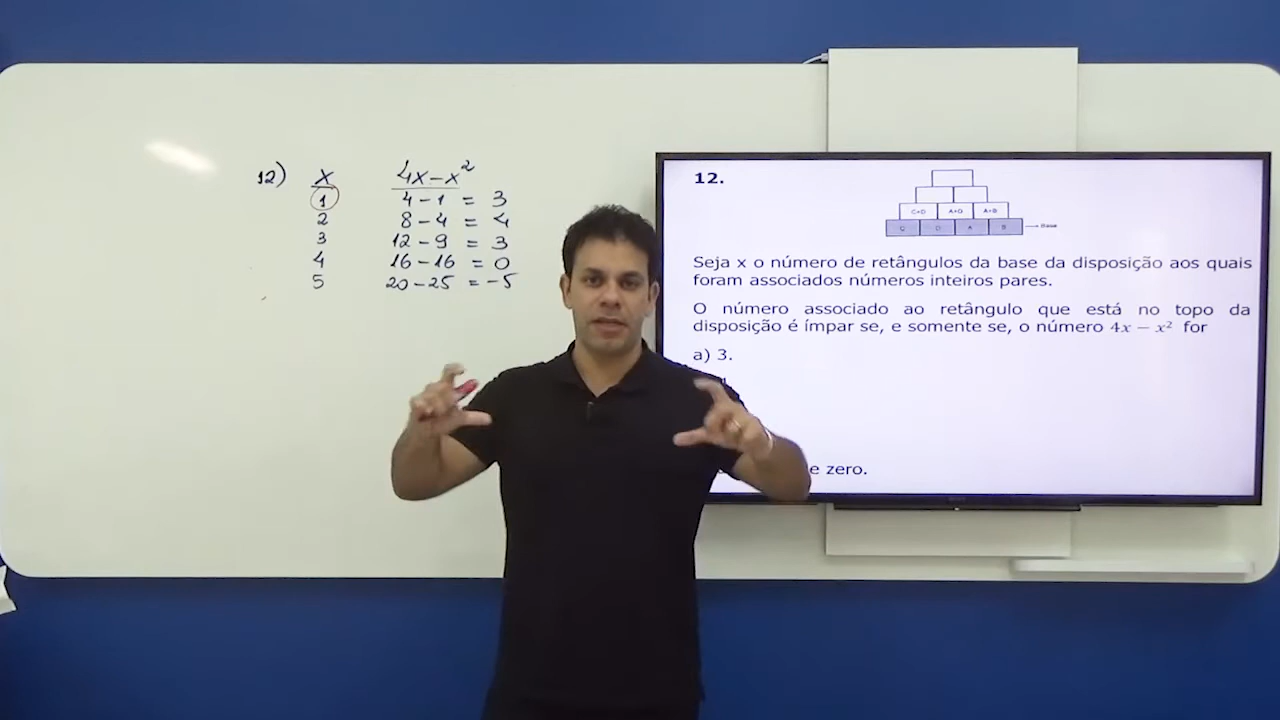 12) x 4x-x²
1 4-1 = 3
2 8-4 = 4
3 12-9 = 3
4 16-16 = 0
5 20-25 = -5
12.
C+D A+D A+B
C D A B Base
Seja x o número de retângulos da base da disposição aos quais
foram associados números inteiros pares.
O número associado ao retângulo que está no topo da
disposição é ímpar se, e somente se, o número 4x − x² for
a) 3.
e zero.